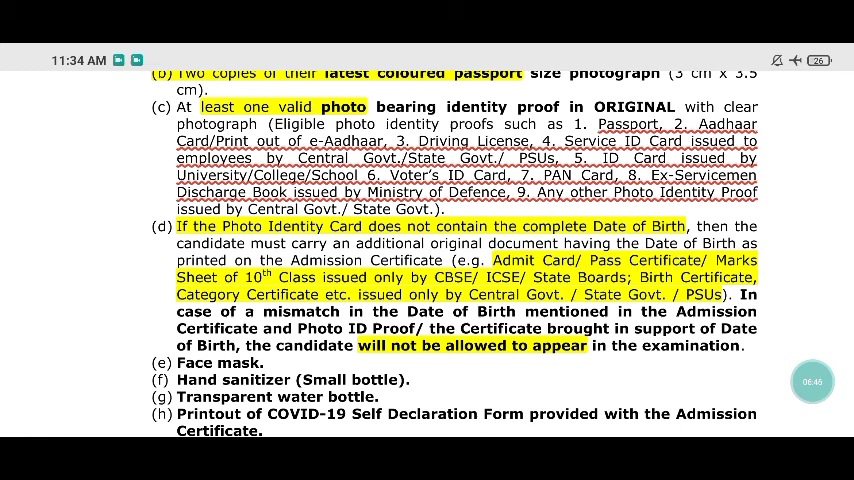 11:34 AM
26
(b) Two copies of their latest coloured passport size photograph (3 cm x 3.5
cm).
(c) At least one valid photo bearing identity proof in ORIGINAL with clear
photograph (Eligible photo identity proofs such as 1. Passport, 2. Aadhaar
Card/Print out of e-Aadhaar, 3. Driving License, 4. Service ID Card issued to
employees by Central Govt./State Govt./ PSUs, 5. ID Card issued by
University/College/School 6. Voter's ID Card, 7. PAN Card, 8. Ex-Servicemen
Discharge Book issued by Ministry of Defence, 9. Any other Photo Identity Proof
issued by Central Govt./ State Govt.).
(d) If the Photo Identity Card does not contain the complete Date of Birth, then the
candidate must carry an additional original document having the Date of Birth as
printed on the Admission Certificate (e.g. Admit Card/ Pass Certificate/ Marks
Sheet of 10th Class issued only by CBSE/ ICSE/ State Boards; Birth Certificate,
Category Certificate etc. issued only by Central Govt. / State Govt. / PSUs). In
case of a mismatch in the Date of Birth mentioned in the Admission
Certificate and Photo ID Proof/ the Certificate brought in support of Date
of Birth, the candidate will not be allowed to appear in the examination.
(e) Face mask.
06:45
(f) Hand sanitizer (Small bottle).
(g) Transparent water bottle.
(h) Printout of COVID-19 Self Declaration Form provided with the Admission
Certificate.